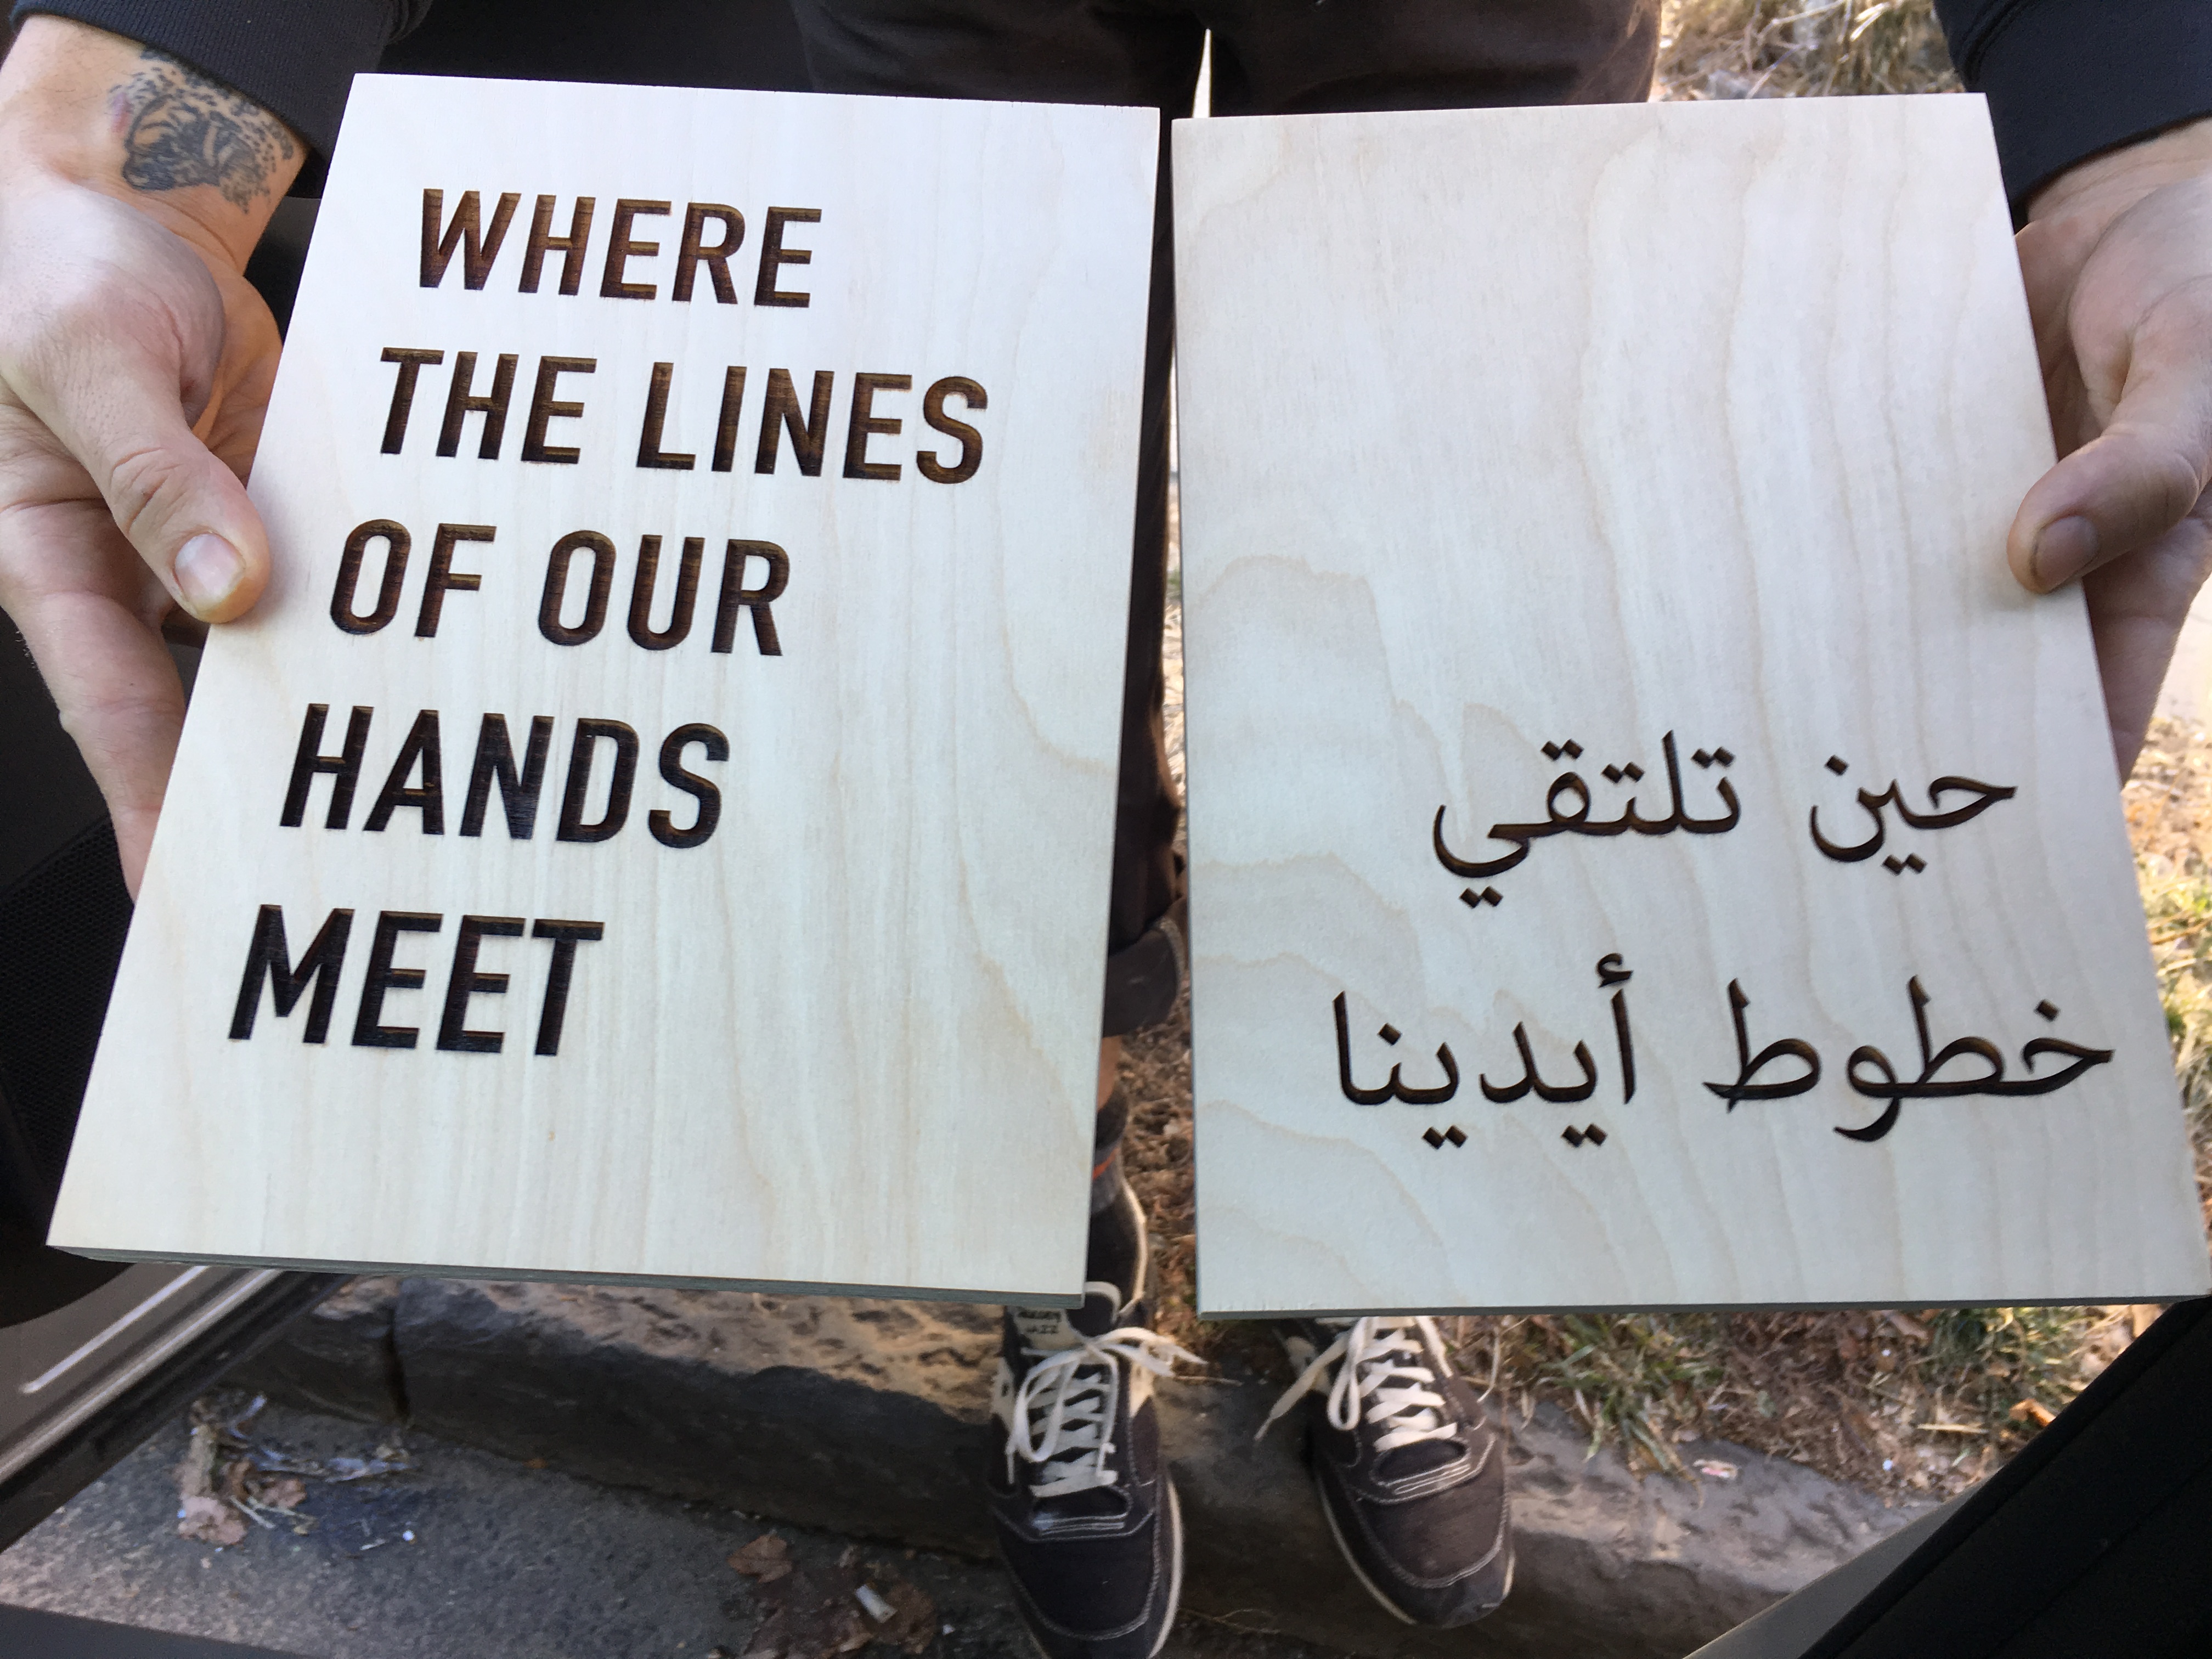 WHERE
THE LINES
OF OUR
HANDS
MEET
حين تلتقي
خطوط أيدينا